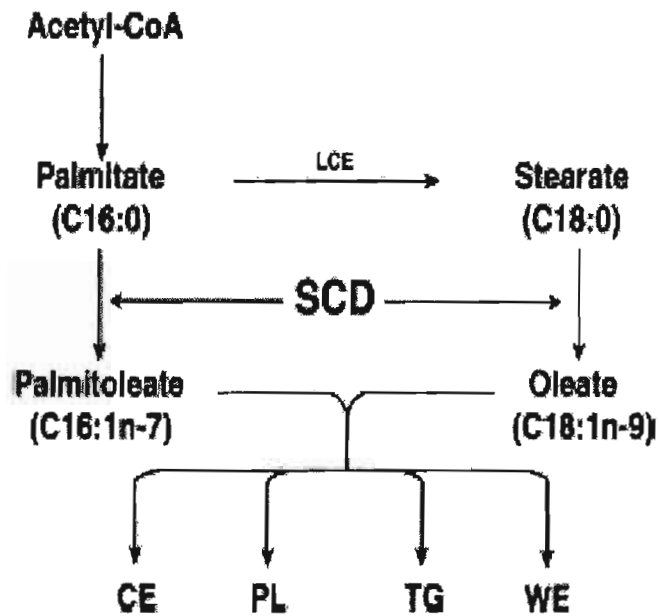 Acetyl-CoA
LCE
Palmitate
(C16:0)
Stearate
(C18:0)
SCD
Palmitoleate
(C16:1n-7)
Oleate
(C18:1n-9)
CE PL TG WE